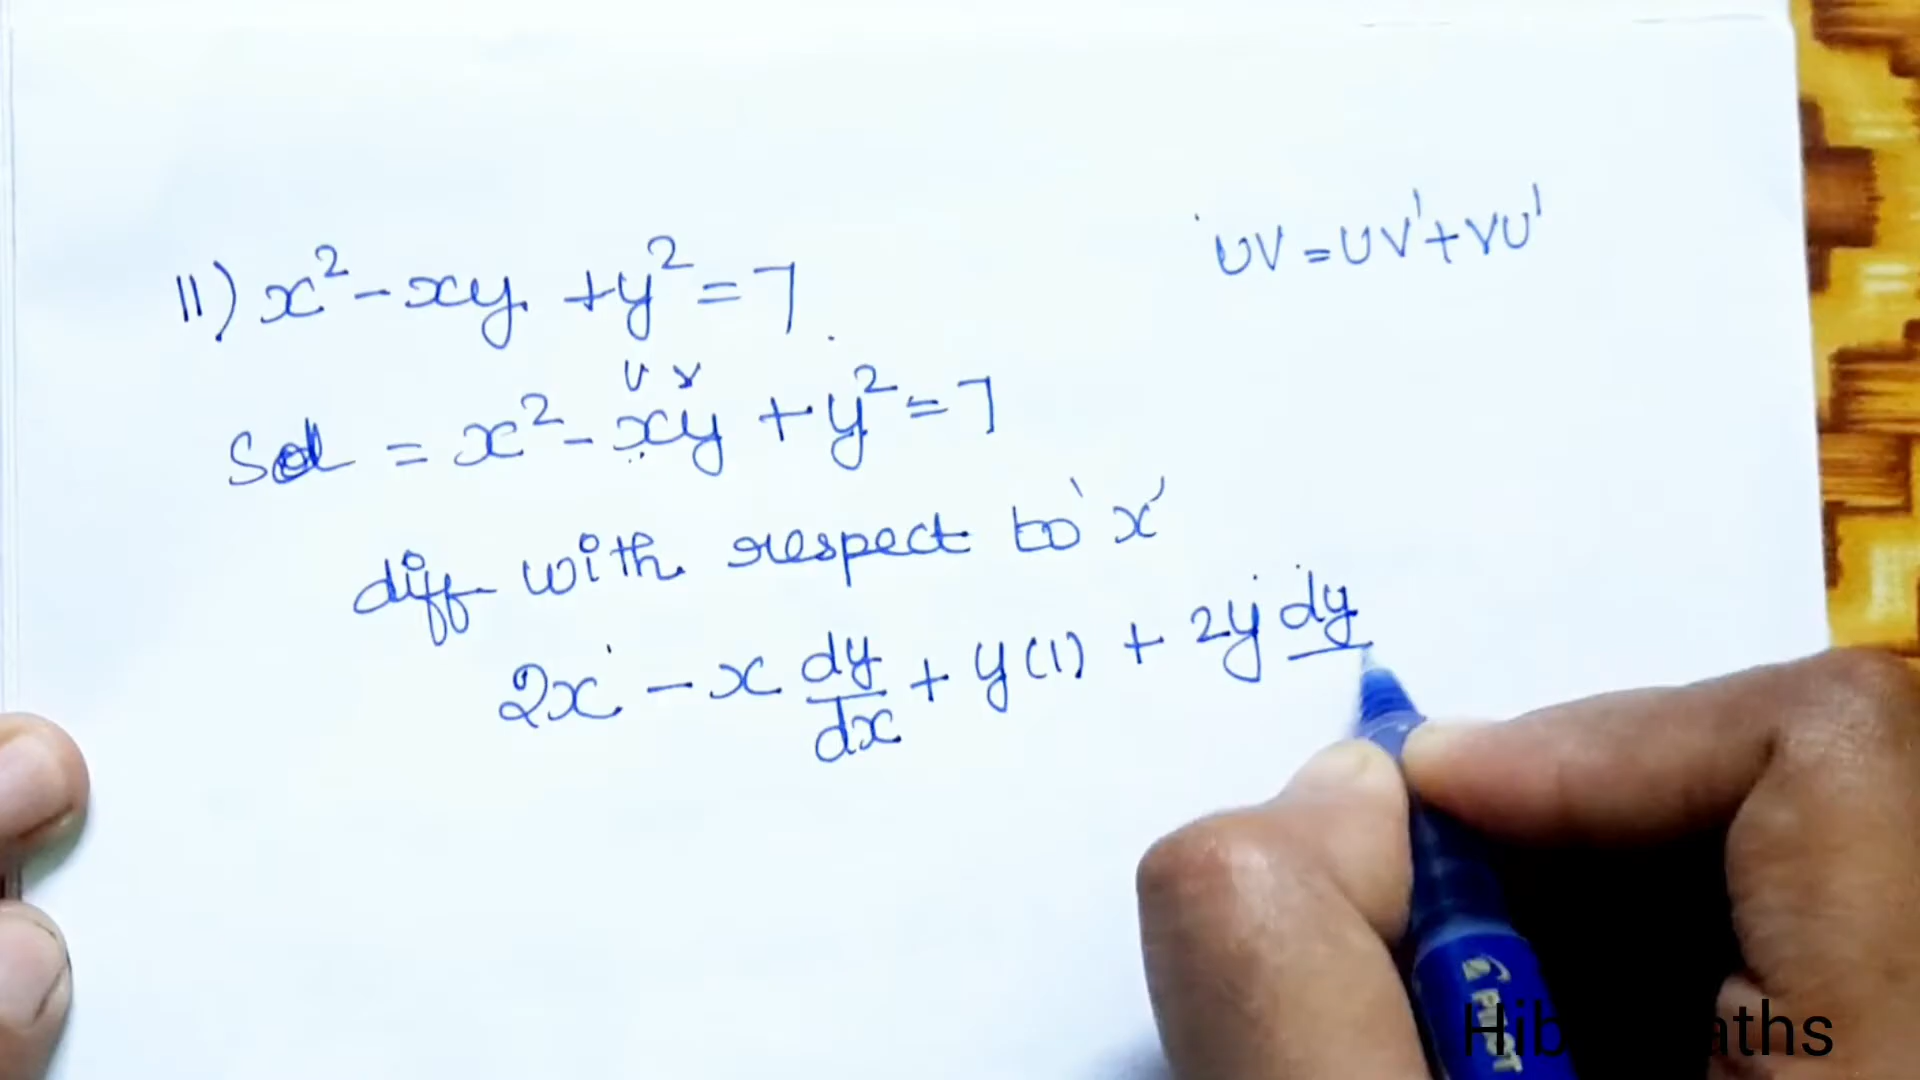 UV = UV' + VU'
11) x² - xy + y² = 7
U V
Sol = x² - xy + y² = 7
diff with respect to 'x'
2x - x dy/dx + y(1) + 2y dy
PILOT